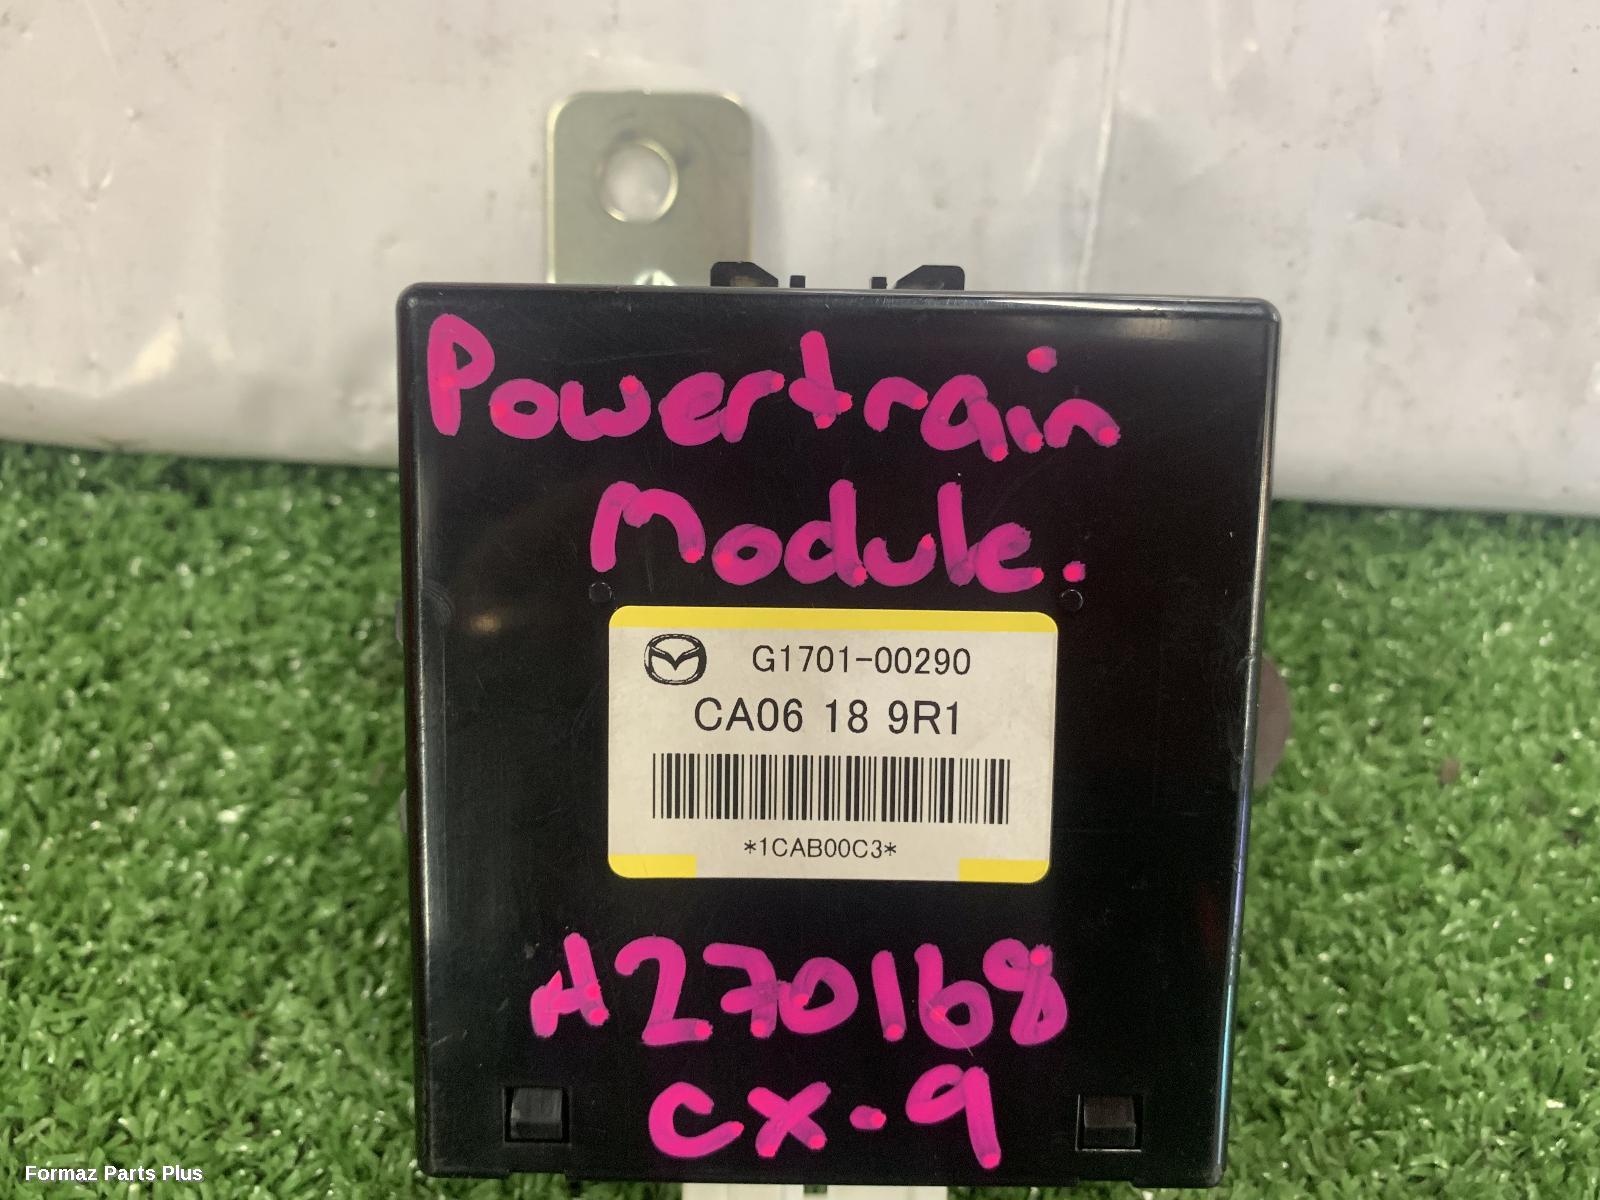 Powertrain
Module.
G1701-00290
CA06 18 9R1
*1CAB00C3*
A270168
CX-9
Formaz Parts Plus